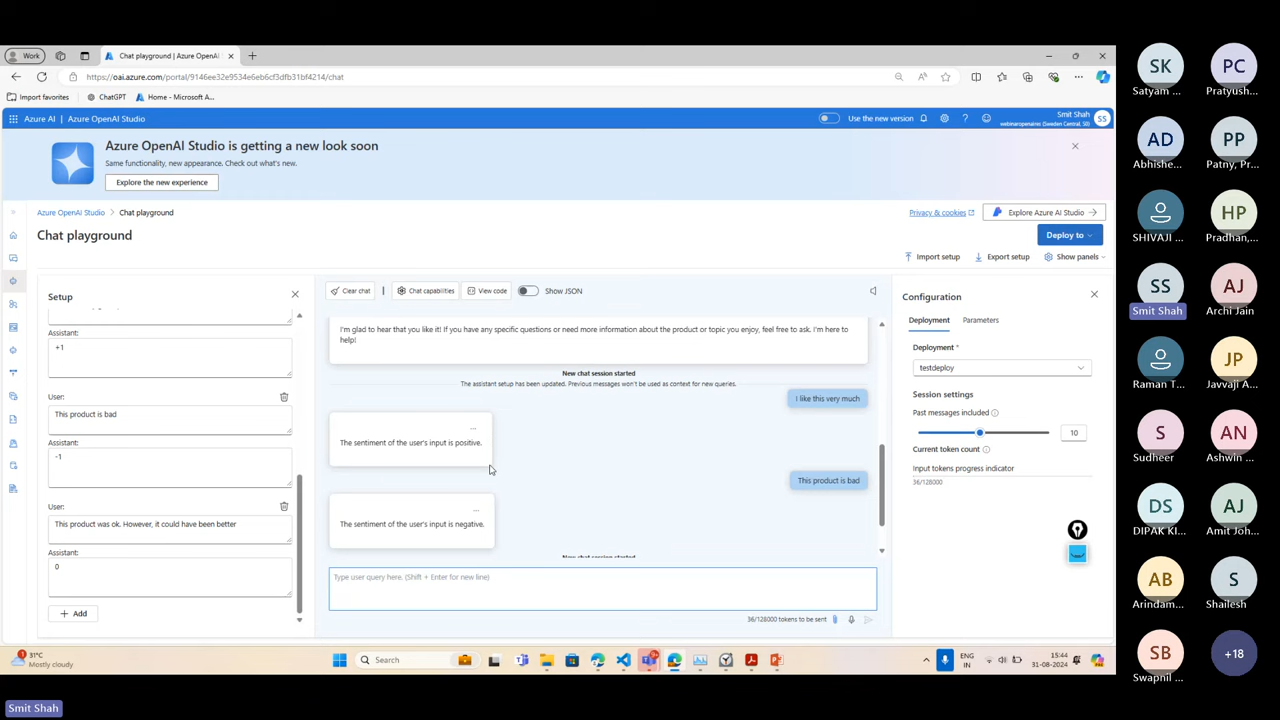 Work
Chat playground | Azure OpenAI
https://oai.azure.com/portal/9146ee32e9534e6eb6cf3dfb31bf4214/chat
Import favorites
ChatGPT
Home - Microsoft A...
Azure AI | Azure OpenAI Studio
Use the new version
Smit Shah
webinaropenaires (Sweden Central, S0)
SS
Azure OpenAI Studio is getting a new look soon
Same functionality, new appearance. Check out what's new.
Explore the new experience
Azure OpenAI Studio > Chat playground
Privacy & cookies
Explore Azure AI Studio
Chat playground
Deploy to
Import setup
Export setup
Show panels
Setup
Assistant:
+1
User:
This product is bad
Assistant:
-1
User:
This product was ok. However, it could have been better
Assistant:
0
+ Add
Clear chat
Chat capabilities
View code
Show JSON
I'm glad to hear that you like it! If you have any specific questions or need more information about the product or topic you enjoy, feel free to ask. I'm here to
help!
New chat session started
The assistant setup has been updated. Previous messages won't be used as context for new queries.
I like this very much
...
The sentiment of the user's input is positive.
This product is bad
...
The sentiment of the user's input is negative.
New chat session started
Type user query here. (Shift + Enter for new line)
36/128000 tokens to be sent
Configuration
Deployment
Parameters
Deployment *
testdeploy
Session settings
Past messages included
10
Current token count
Input tokens progress indicator
36/128000
1
31°C
Mostly cloudy
Search
ENG
IN
15:44
31-08-2024
Smit Shah
SK
Satyam ...
PC
Pratyush...
AD
Abhishe...
PP
Patny, Pr...
SHIVAJI ...
HP
Pradhan,...
SS
Smit Shah
AJ
Archi Jain
Raman T...
JP
Javvaji A...
S
Sudheer
AN
Ashwin ...
DS
DIPAK KI...
AJ
Amit Joh...
AB
Arindam...
S
Shailesh
SB
Swapnil ...
+18